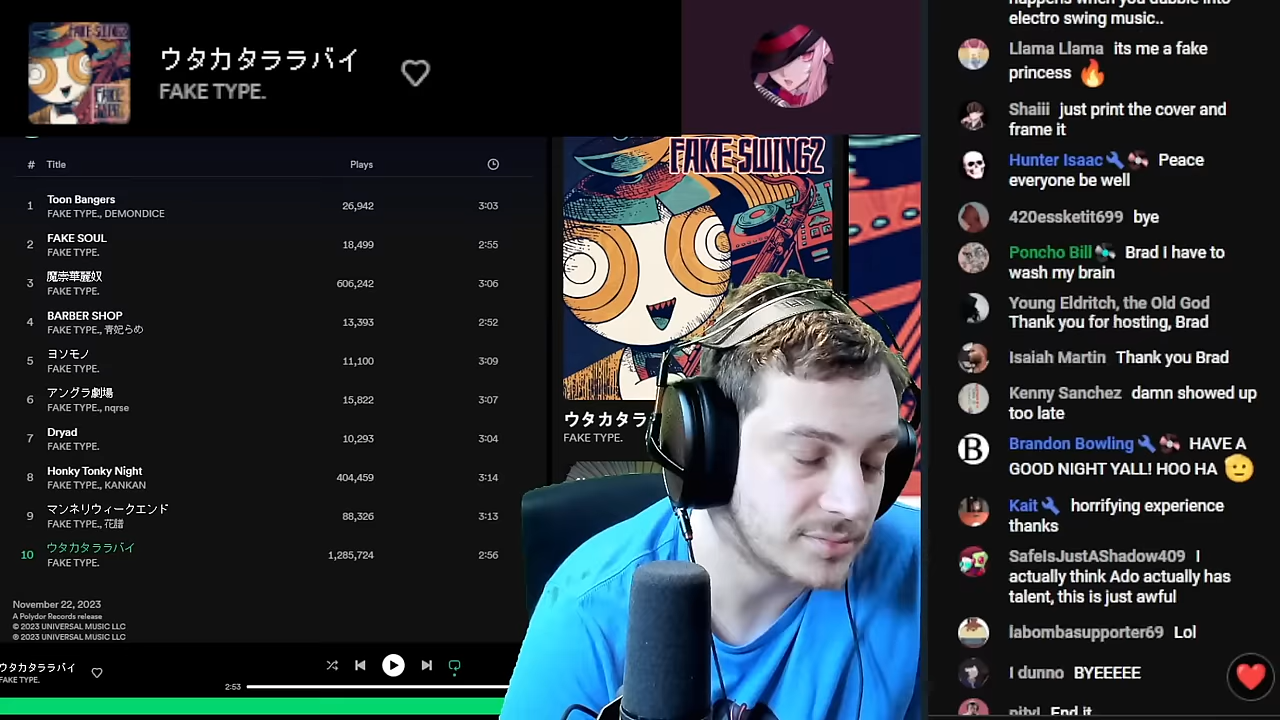 ウタカタララバイ
FAKE TYPE.
# Title Plays
1 Toon Bangers 26,942 3:03
FAKE TYPE., DEMONDICE
2 FAKE SOUL 18,499 2:55
FAKE TYPE.
3 魔崇華麗奴 606,242 3:06
FAKE TYPE.
4 BARBER SHOP 13,393 2:52
FAKE TYPE., 青妃らめ
5 ヨソモノ 11,100 3:09
FAKE TYPE.
6 アングラ劇場 15,822 3:07
FAKE TYPE., nqrse
7 Dryad 10,293 3:04
FAKE TYPE.
8 Honky Tonky Night 404,459 3:14
FAKE TYPE., KANKAN
9 マンネリウィークエンド 88,326 3:13
FAKE TYPE., 花譜
10 ウタカタララバイ 1,285,724 2:56
FAKE TYPE.
November 22, 2023
A Polydor Records release
© 2023 UNIVERSAL MUSIC LLC
℗ 2023 UNIVERSAL MUSIC LLC
ウタカタララバイ
FAKE TYPE.
2:53
FAKE SWING2
ウタカタラ
FAKE TYPE.
happens when you dabble into
electro swing music..
Llama Llama its me a fake
princess 🔥
Shaiii just print the cover and
frame it
Hunter Isaac Peace
everyone be well
420essketit699 bye
Poncho Bill Brad I have to
wash my brain
Young Eldritch, the Old God
Thank you for hosting, Brad
Isaiah Martin Thank you Brad
Kenny Sanchez damn showed up
too late
B
Brandon Bowling HAVE A
GOOD NIGHT YALL! HOO HA 🫡
Kait horrifying experience
thanks
SafeIsJustAShadow409 I
actually think Ado actually has
talent, this is just awful
labombasupporter69 Lol
I dunno BYEEEEE
End it